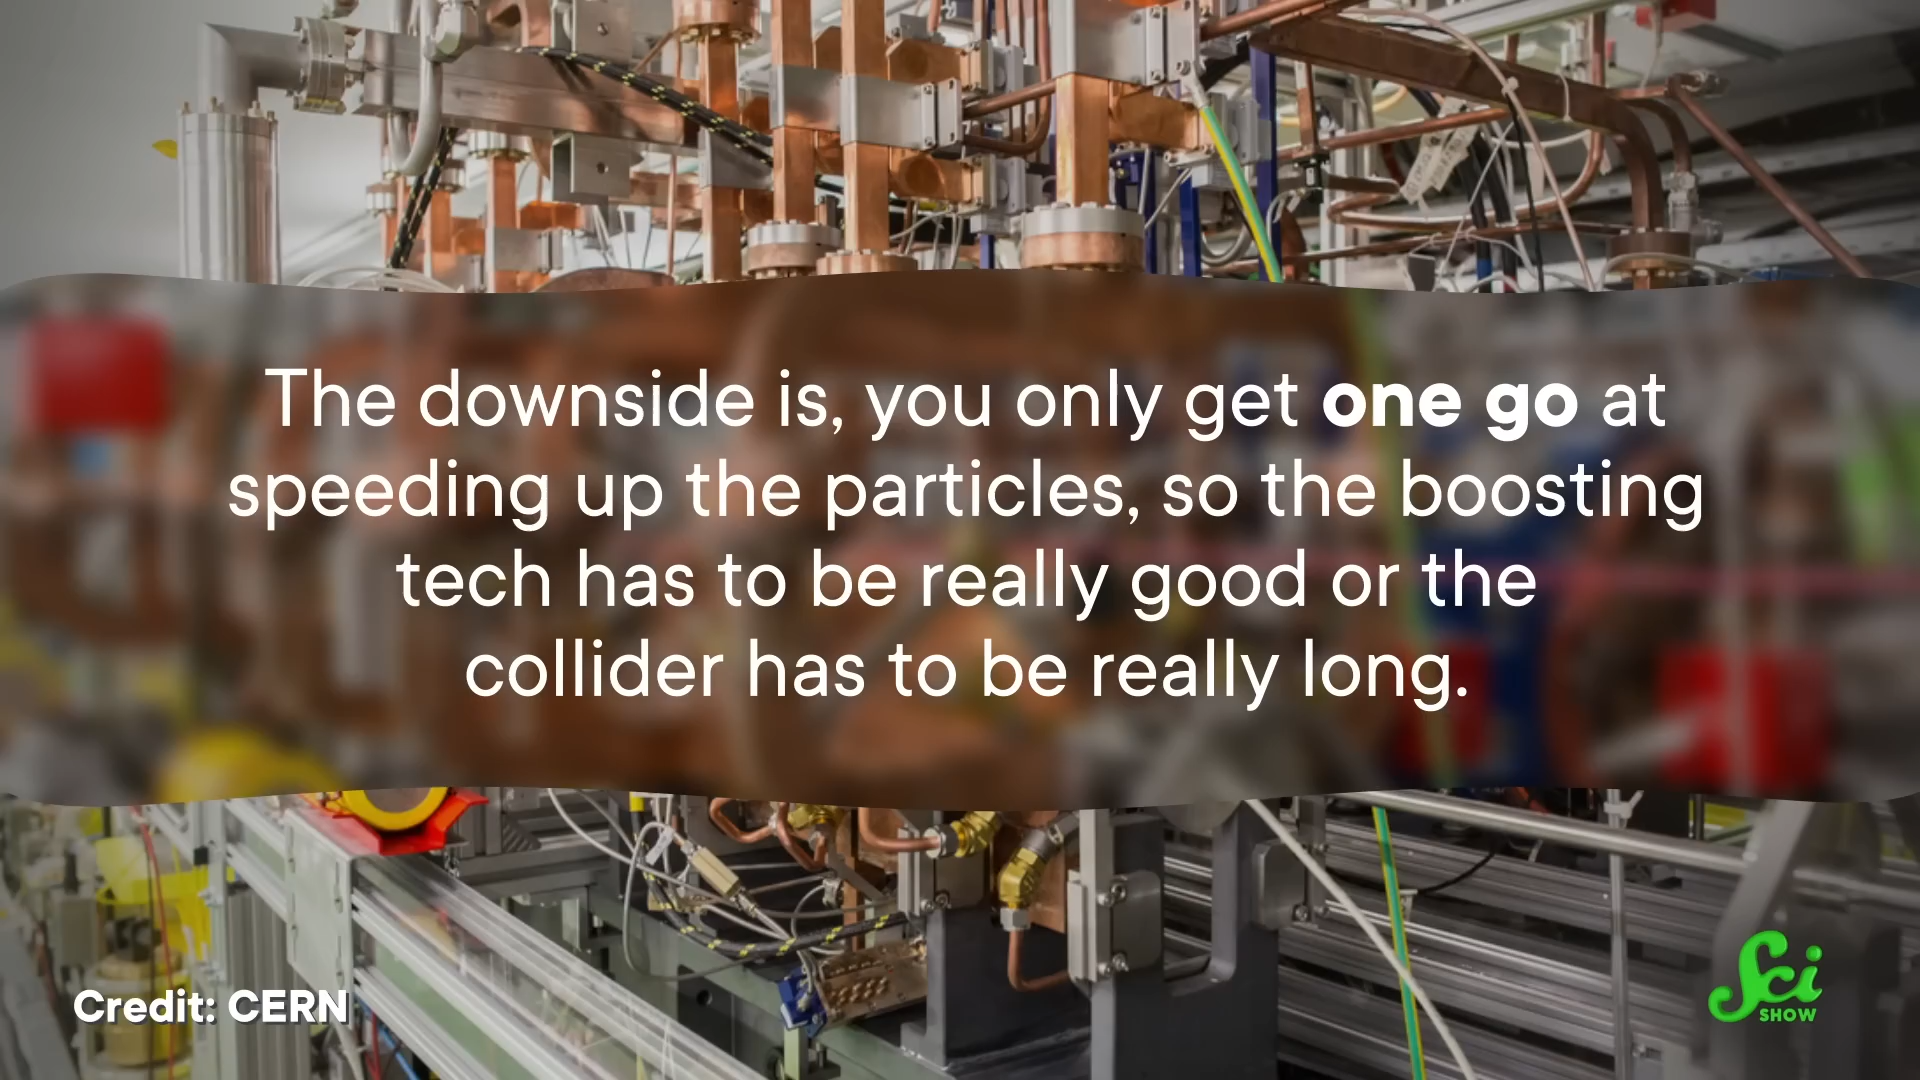 The downside is, you only get one go at
speeding up the particles, so the boosting
tech has to be really good or the
collider has to be really long.
Credit: CERN
Sci
SHOW